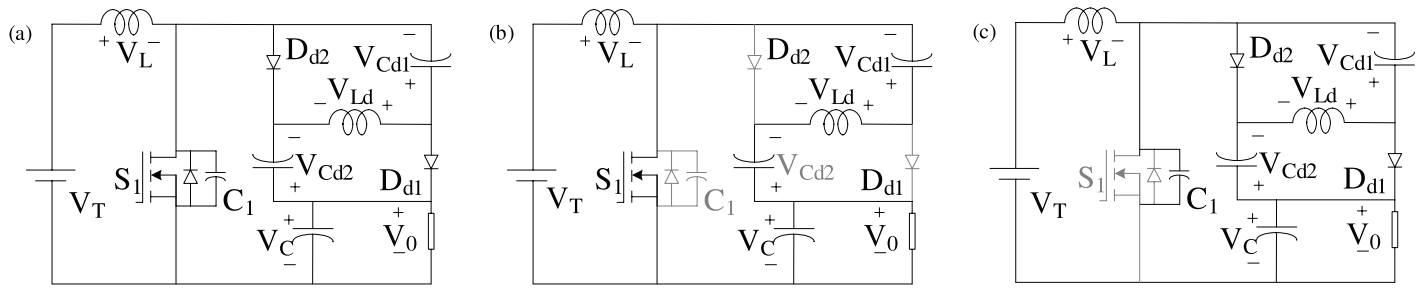 (a)
+ V_L −
D_d2
−
V_Cd1
+
− V_Ld +
−
V_Cd2
+
D_d1
S_1
C_1
V_T
+
V_C
−
+
V_0
−
(b)
+ V_L −
D_d2
−
V_Cd1
+
− V_Ld +
−
V_Cd2
+
D_d1
S_1
C_1
V_T
+
V_C
−
+
V_0
−
(c)
+ V_L −
D_d2
−
V_Cd1
+
− V_Ld +
−
V_Cd2
+
D_d1
S_1
C_1
V_T
+
V_C
−
+
V_0
−